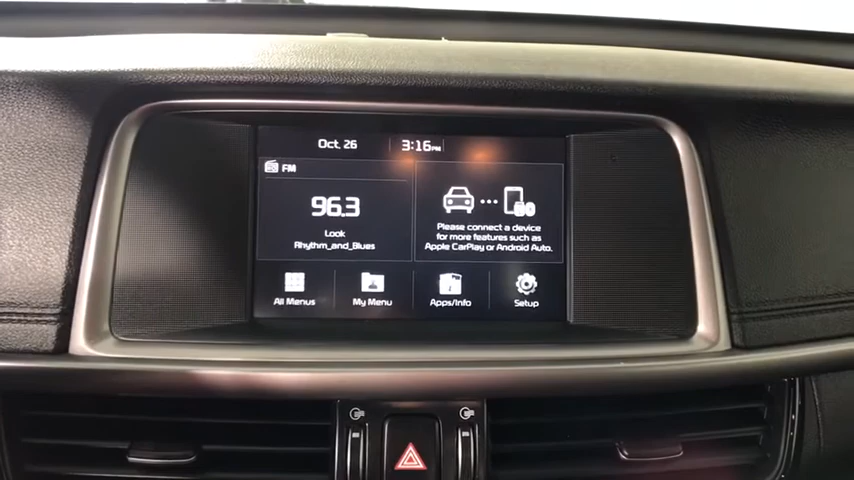 Oct. 26
3:16PM
FM
96.3
Look
Rhythm_and_Blues
Please connect a device
for more features such as
Apple CarPlay or Android Auto.
All Menus
My Menu
Apps/Info
Setup